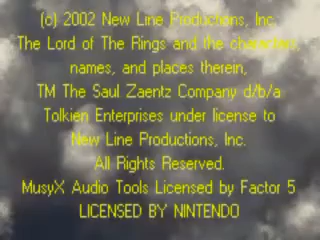 (c) 2002 New Line Productions, Inc.
The Lord of The Rings and the characters,
names, and places therein,
TM The Saul Zaentz Company d/b/a
Tolkien Enterprises under license to
New Line Productions, Inc.
All Rights Reserved.
MusyX Audio Tools Licensed by Factor 5
LICENSED BY NINTENDO